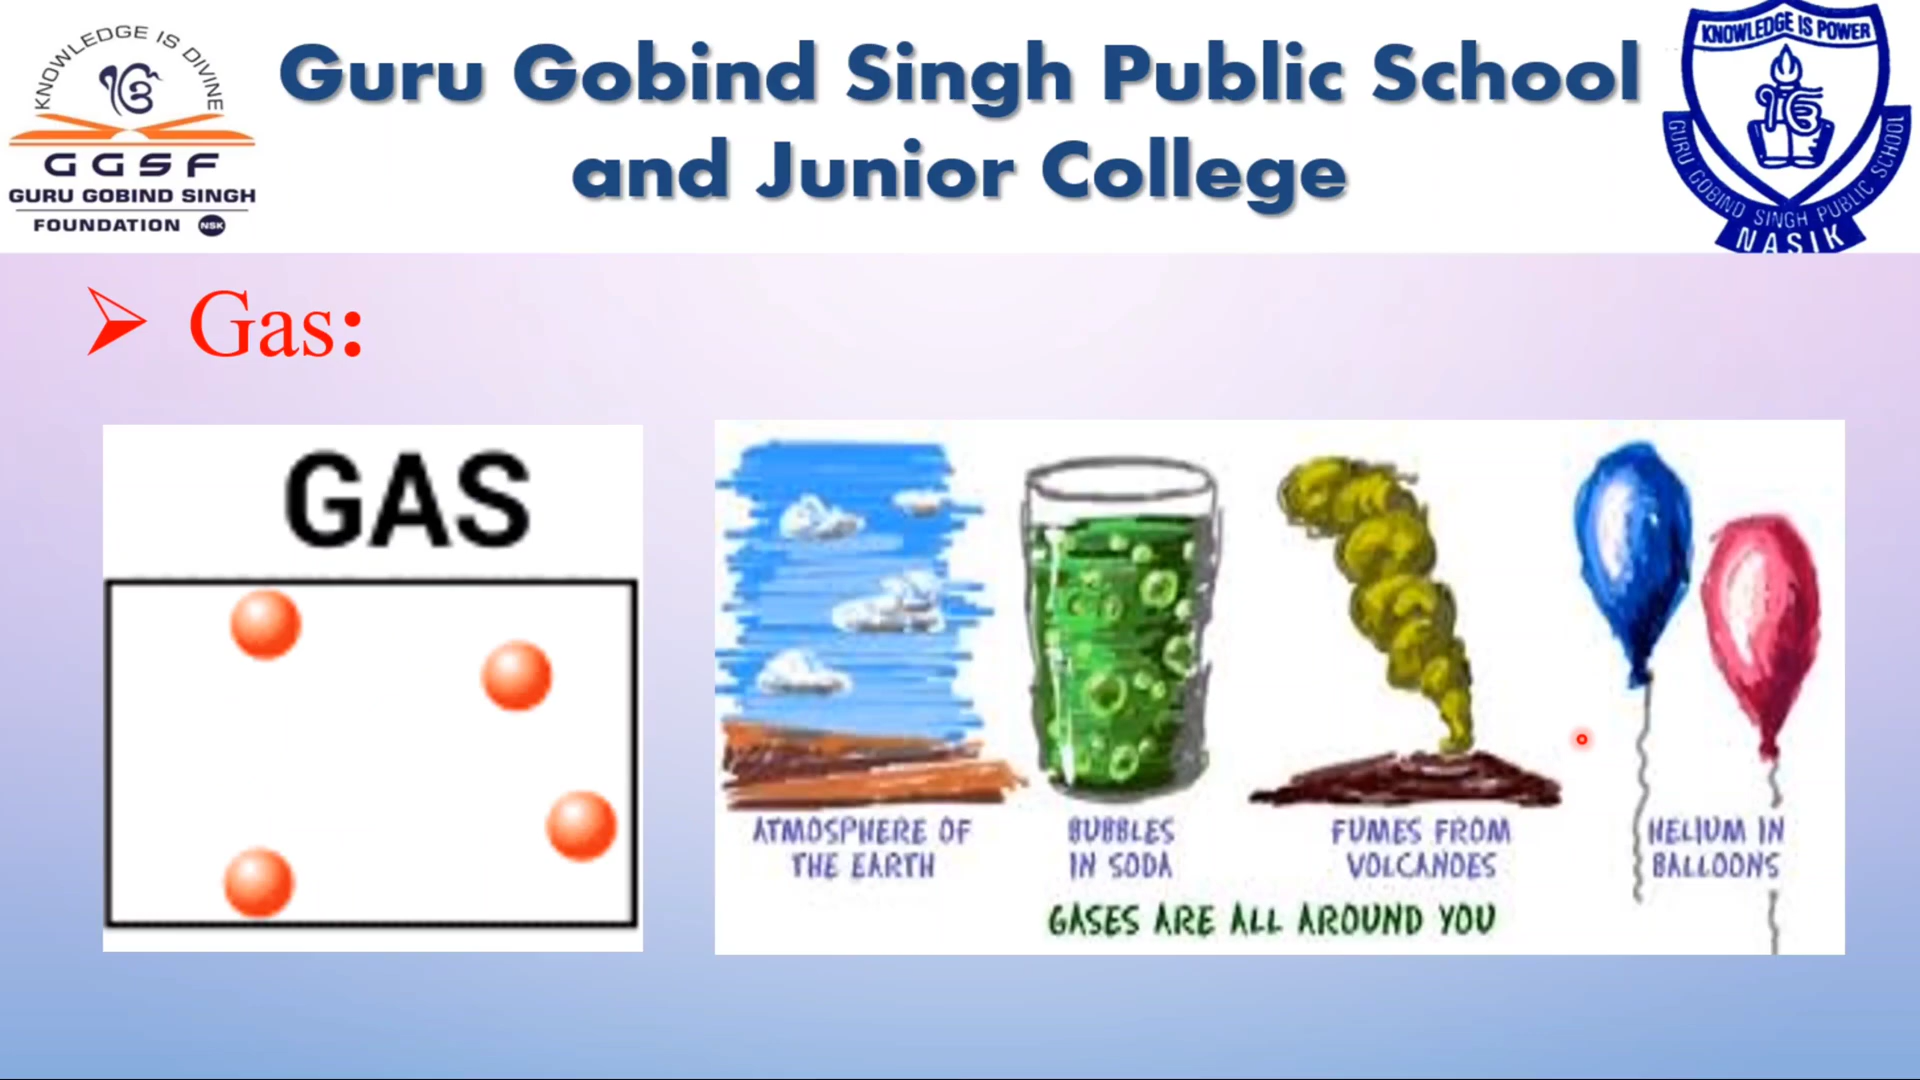 KNOWLEDGE IS DIVINE
GGSF
GURU GOBIND SINGH
FOUNDATION NSK
Guru Gobind Singh Public School
and Junior College
KNOWLEDGE IS POWER
GURU GOBIND SINGH PUBLIC SCHOOL
NASIK
Gas:
GAS
ATMOSPHERE OF
THE EARTH
BUBBLES
IN SODA
FUMES FROM
VOLCANOES
HELIUM IN
BALLOONS
GASES ARE ALL AROUND YOU